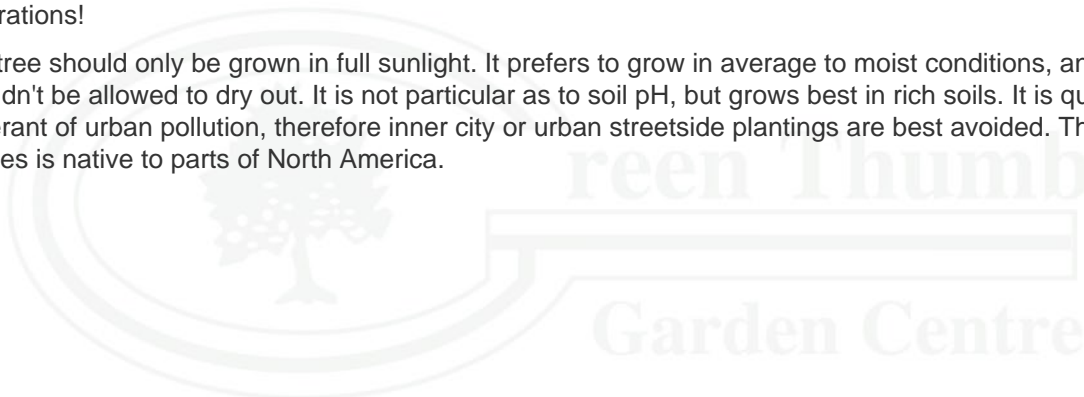 rations!
tree should only be grown in full sunlight. It prefers to grow in average to moist conditions, an
dn't be allowed to dry out. It is not particular as to soil pH, but grows best in rich soils. It is qu
erant of urban pollution, therefore inner city or urban streetside plantings are best avoided. Th
es is native to parts of North America.
reen Thumb
Garden Centre